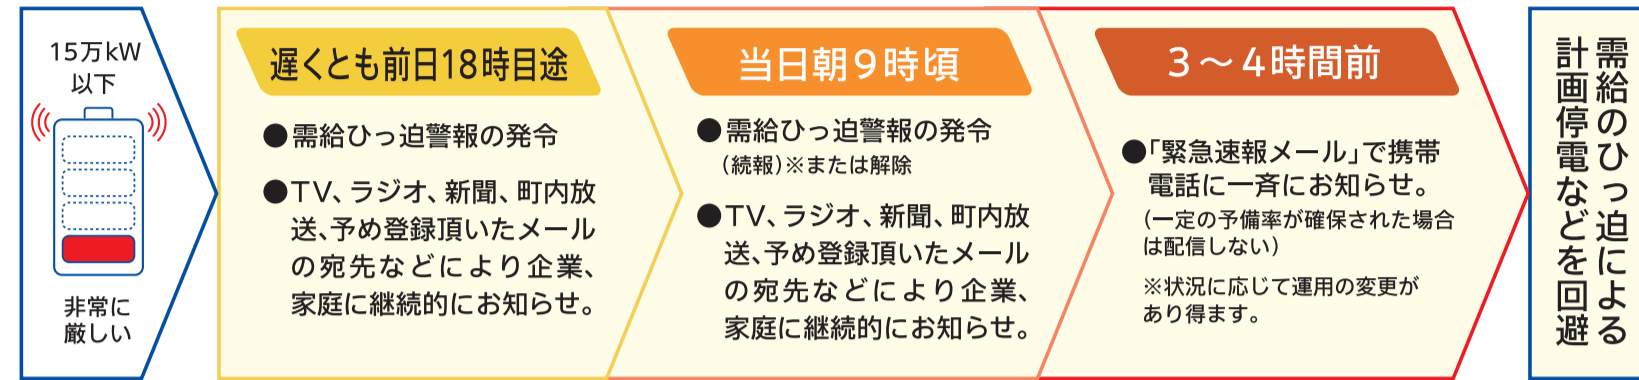 15万kW
以下
非常に
厳しい
遅くとも前日18時目途
●需給ひっ迫警報の発令
●TV、ラジオ、新聞、町内放
送、予め登録頂いたメール
の宛先などにより企業、
家庭に継続的にお知らせ。
当日朝9時頃
●需給ひっ迫警報の発令
（続報）※または解除
●TV、ラジオ、新聞、町内放
送、予め登録頂いたメール
の宛先などにより企業、
家庭に継続的にお知らせ。
3～4時間前
●「緊急速報メール」で携帯
電話に一斉にお知らせ。
（一定の予備率が確保された場合
は配信しない）
※状況に応じて運用の変更が
あり得ます。
需給のひっ迫による
計画停電などを回避